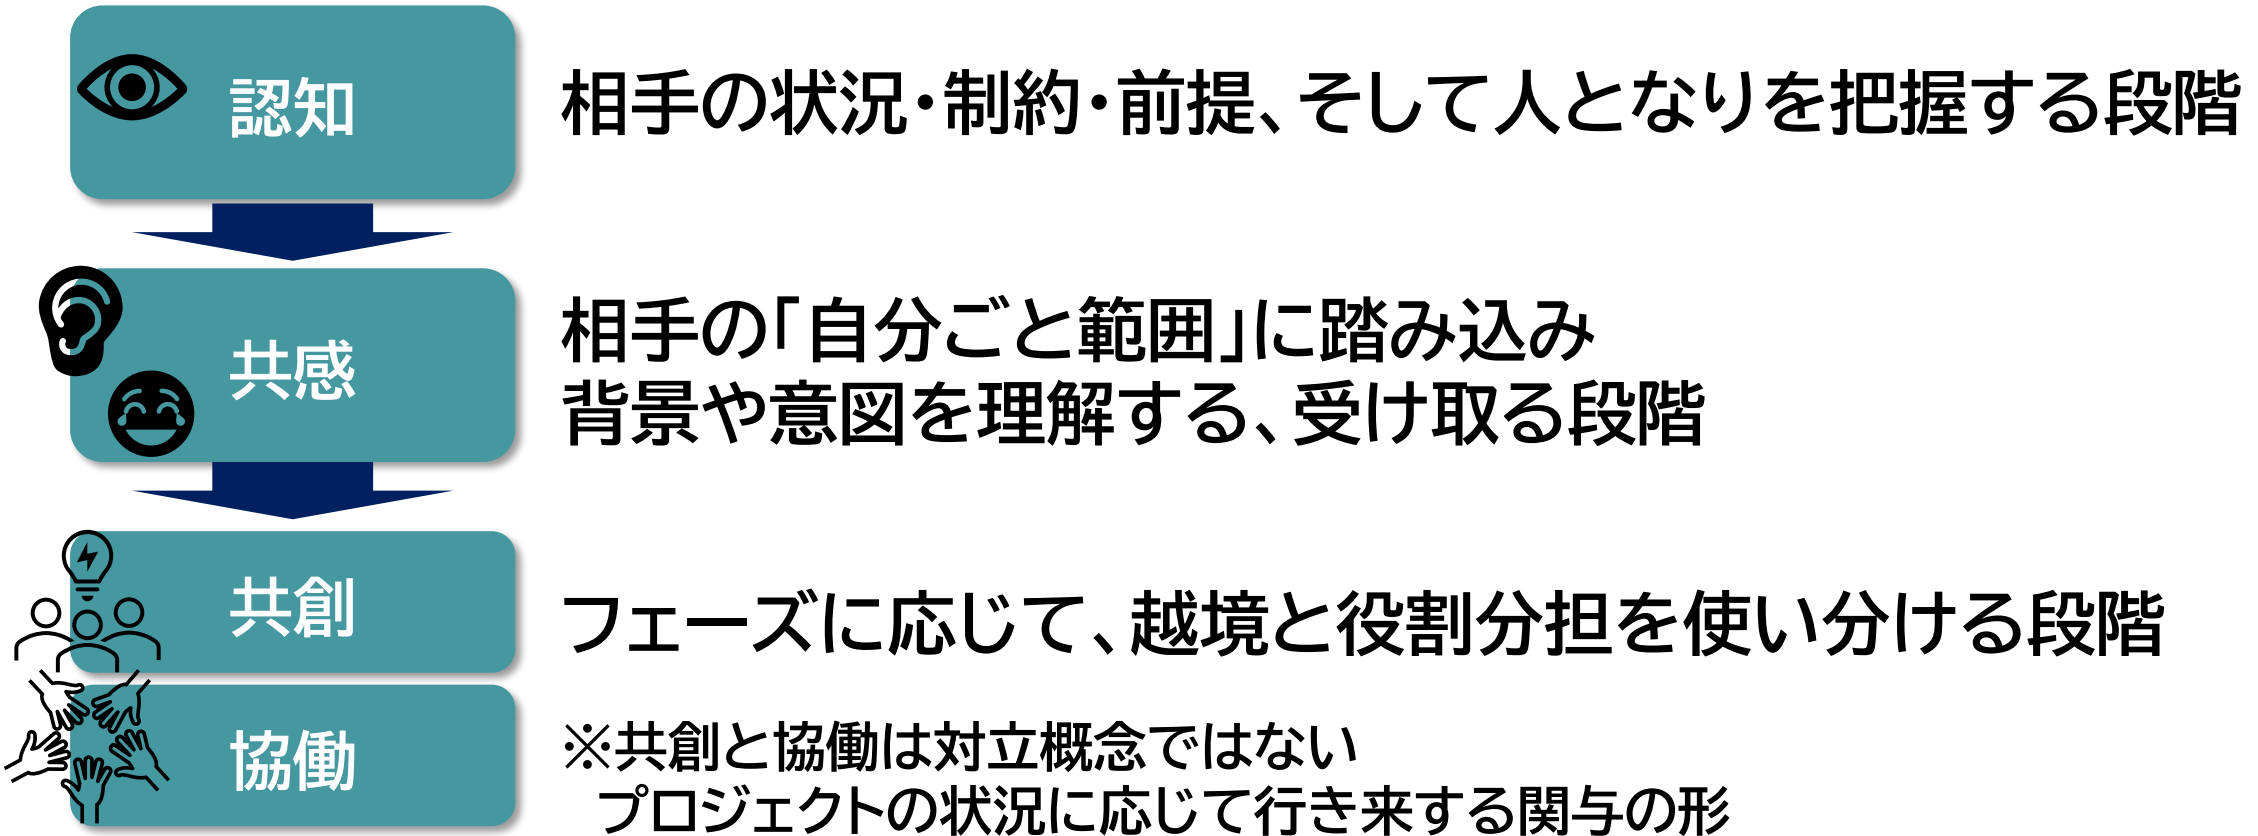 認知
相手の状況・制約・前提、そして人となりを把握する段階
共感
相手の「自分ごと範囲」に踏み込み
背景や意図を理解する、受け取る段階
共創
フェーズに応じて、越境と役割分担を使い分ける段階
協働
※共創と協働は対立概念ではない
プロジェクトの状況に応じて行き来する関与の形